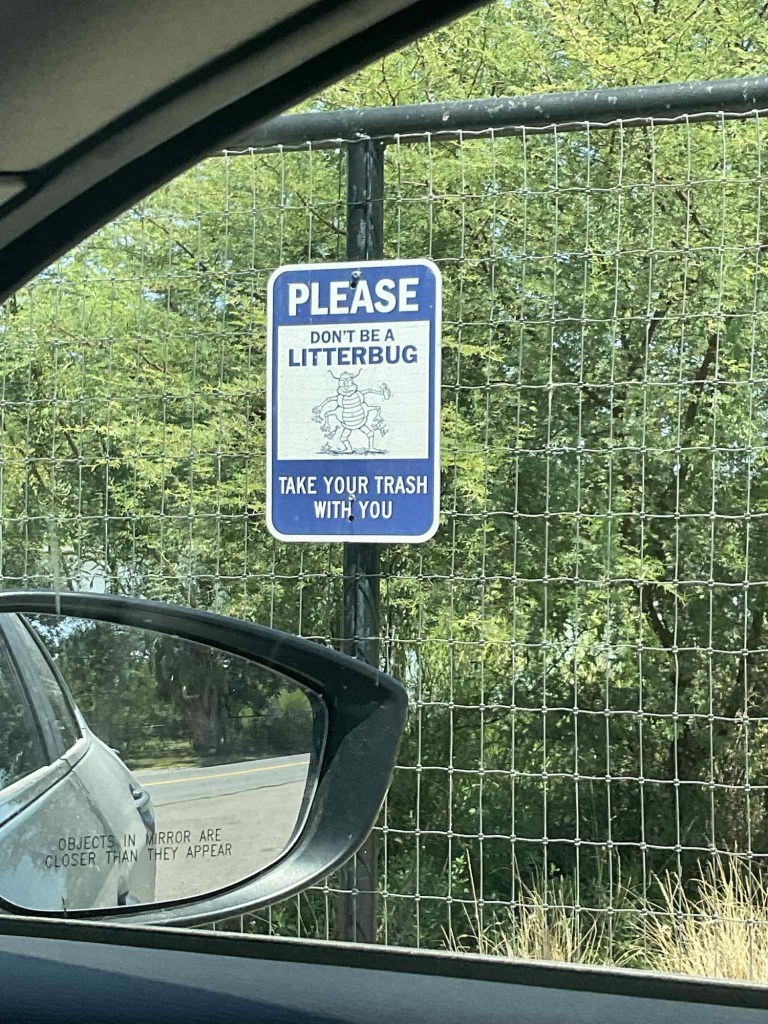 PLEASE
DON'T BE A
LITTERBUG
TAKE YOUR TRASH
WITH YOU
OBJECTS IN MIRROR ARE
CLOSER THAN THEY APPEAR